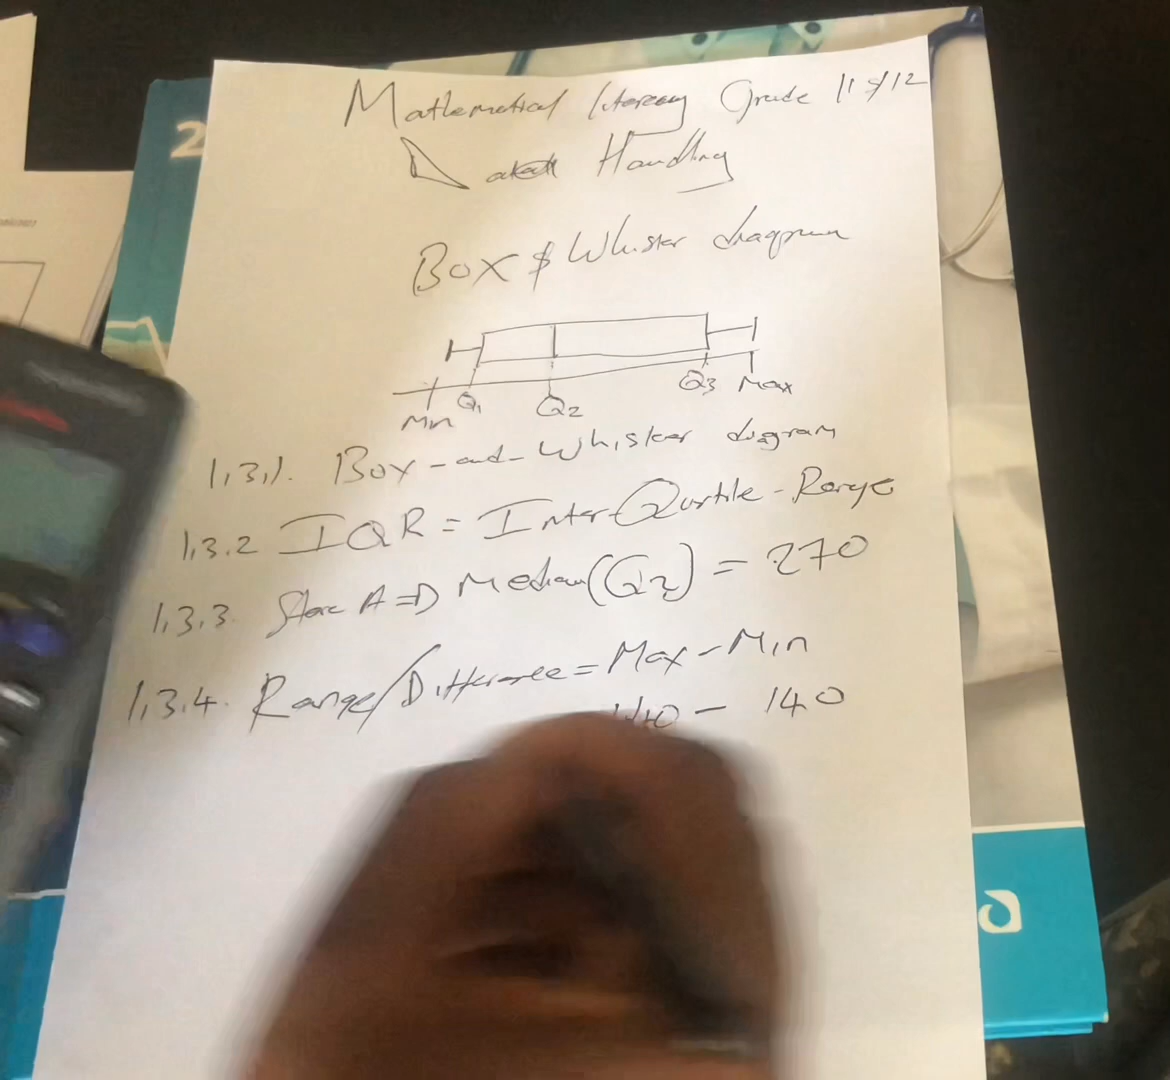 Mathematical literacy Grade 11 & 12
Data Handling
Box & Whisker diagram
Min Q1 Q2 Q3 Max
1.3.1. Box-and-Whisker diagram
1.3.2 IQR = Inter-Quartile-Range
1.3.3. Store A => Median (Q2) = 270
1.3.4. Range/Difference = Max - Min
- 140
2
a